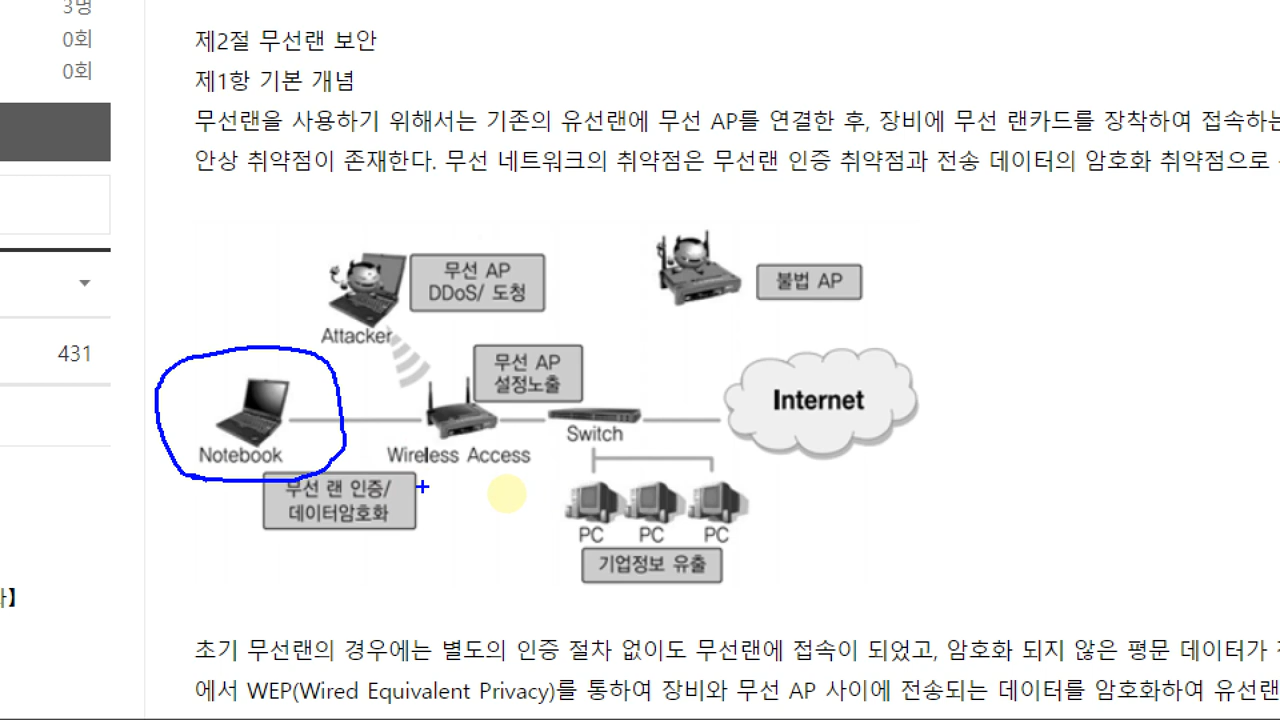 3명
0회
0회
431
제2절 무선랜 보안
제1항 기본 개념
무선랜을 사용하기 위해서는 기존의 유선랜에 무선 AP를 연결한 후, 장비에 무선 랜카드를 장착하여 접속하는
안상 취약점이 존재한다. 무선 네트워크의 취약점은 무선랜 인증 취약점과 전송 데이터의 암호화 취약점으로
무선 AP
DDoS/ 도청
불법 AP
Attacker
무선 AP
설정노출
Internet
Switch
Notebook
Wireless Access
무선 랜 인증/
데이터암호화
PC PC PC
기업정보 유출
초기 무선랜의 경우에는 별도의 인증 절차 없이도 무선랜에 접속이 되었고, 암호화 되지 않은 평문 데이터가
에서 WEP(Wired Equivalent Privacy)를 통하여 장비와 무선 AP 사이에 전송되는 데이터를 암호화하여 유선랜